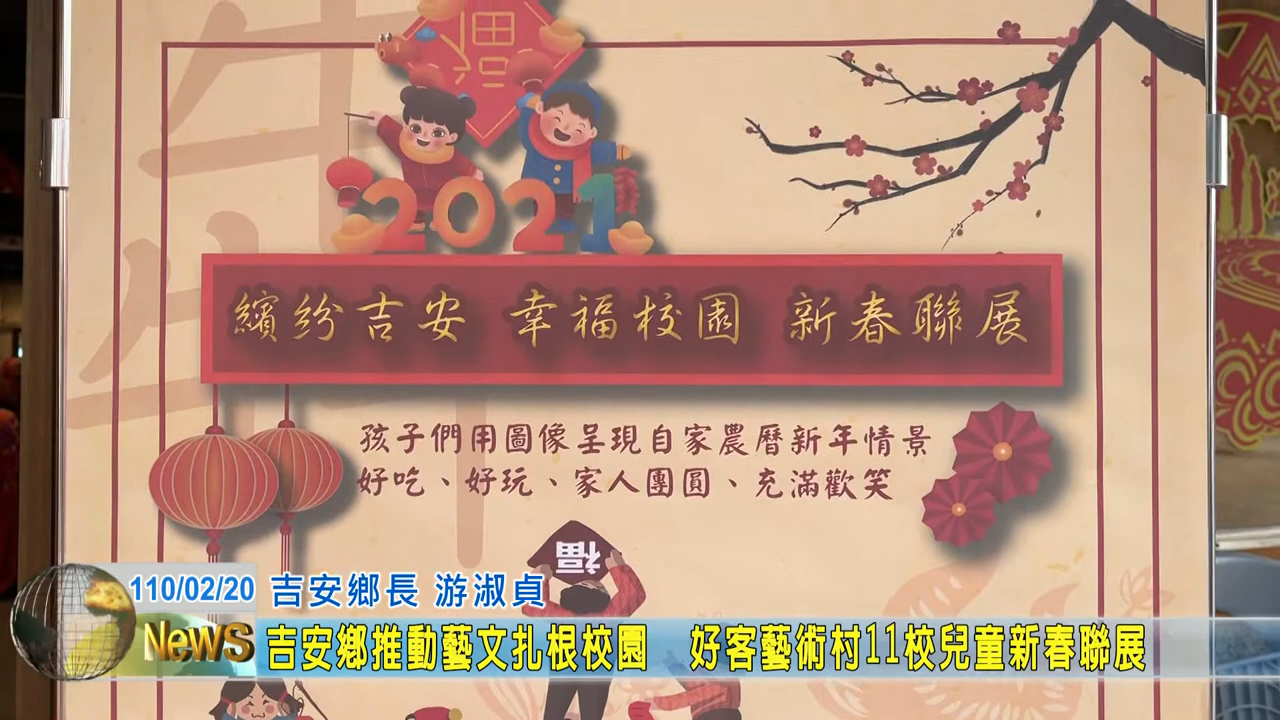 福
2021
繽紛吉安 幸福校園 新春聯展
孩子們用圖像呈現自家農曆新年情景
好吃、好玩、家人團圓、充滿歡笑
福
110/02/20 吉安鄉長 游淑貞
News 吉安鄉推動藝文扎根校園 好客藝術村11校兒童新春聯展